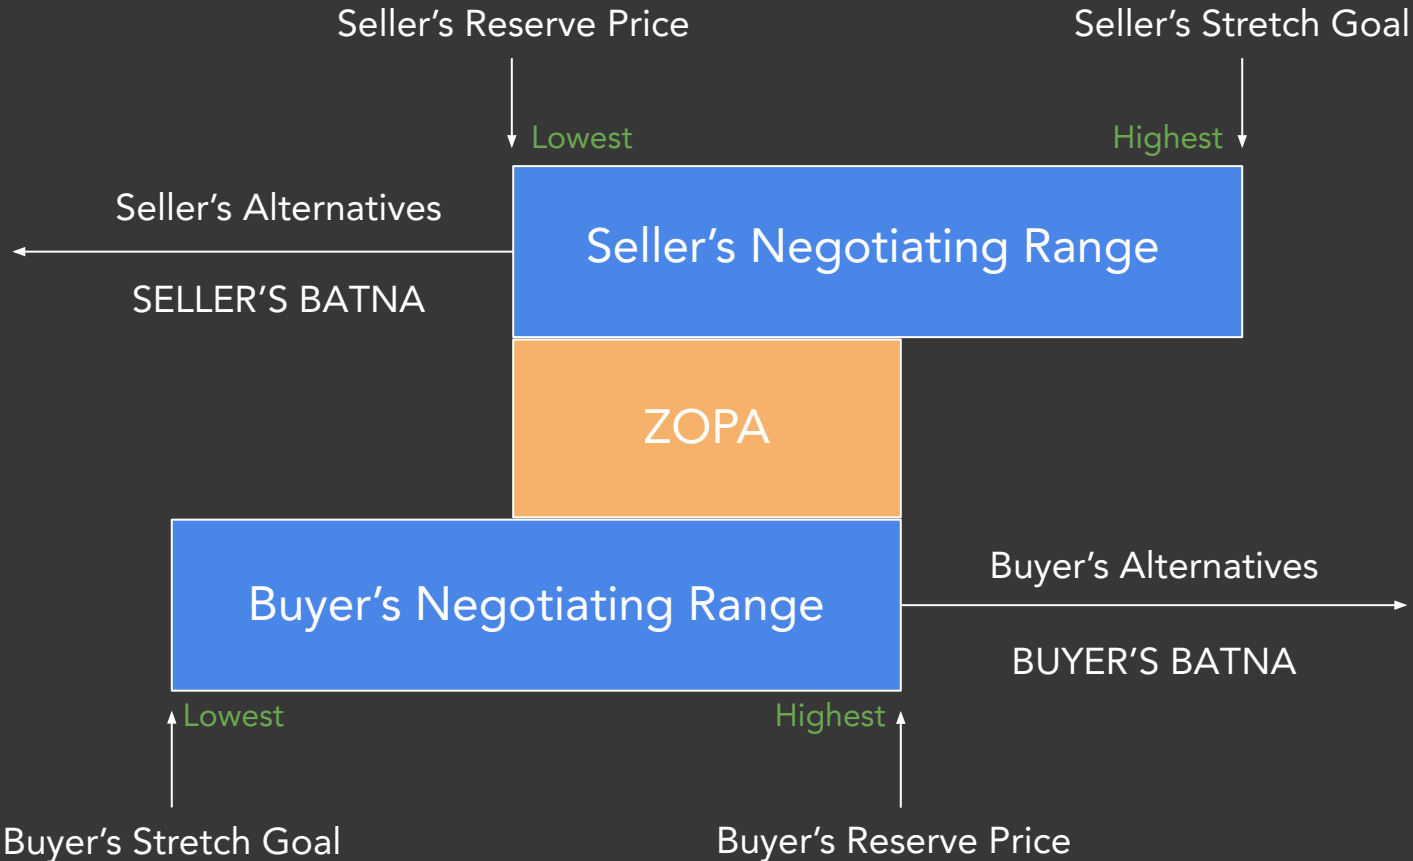 Seller’s Reserve Price
Seller’s Stretch Goal
Lowest
Highest
Seller’s Alternatives
Seller’s Negotiating Range
SELLER’S BATNA
ZOPA
Buyer’s Alternatives
Buyer’s Negotiating Range
BUYER’S BATNA
Lowest
Highest
Buyer’s Stretch Goal
Buyer’s Reserve Price